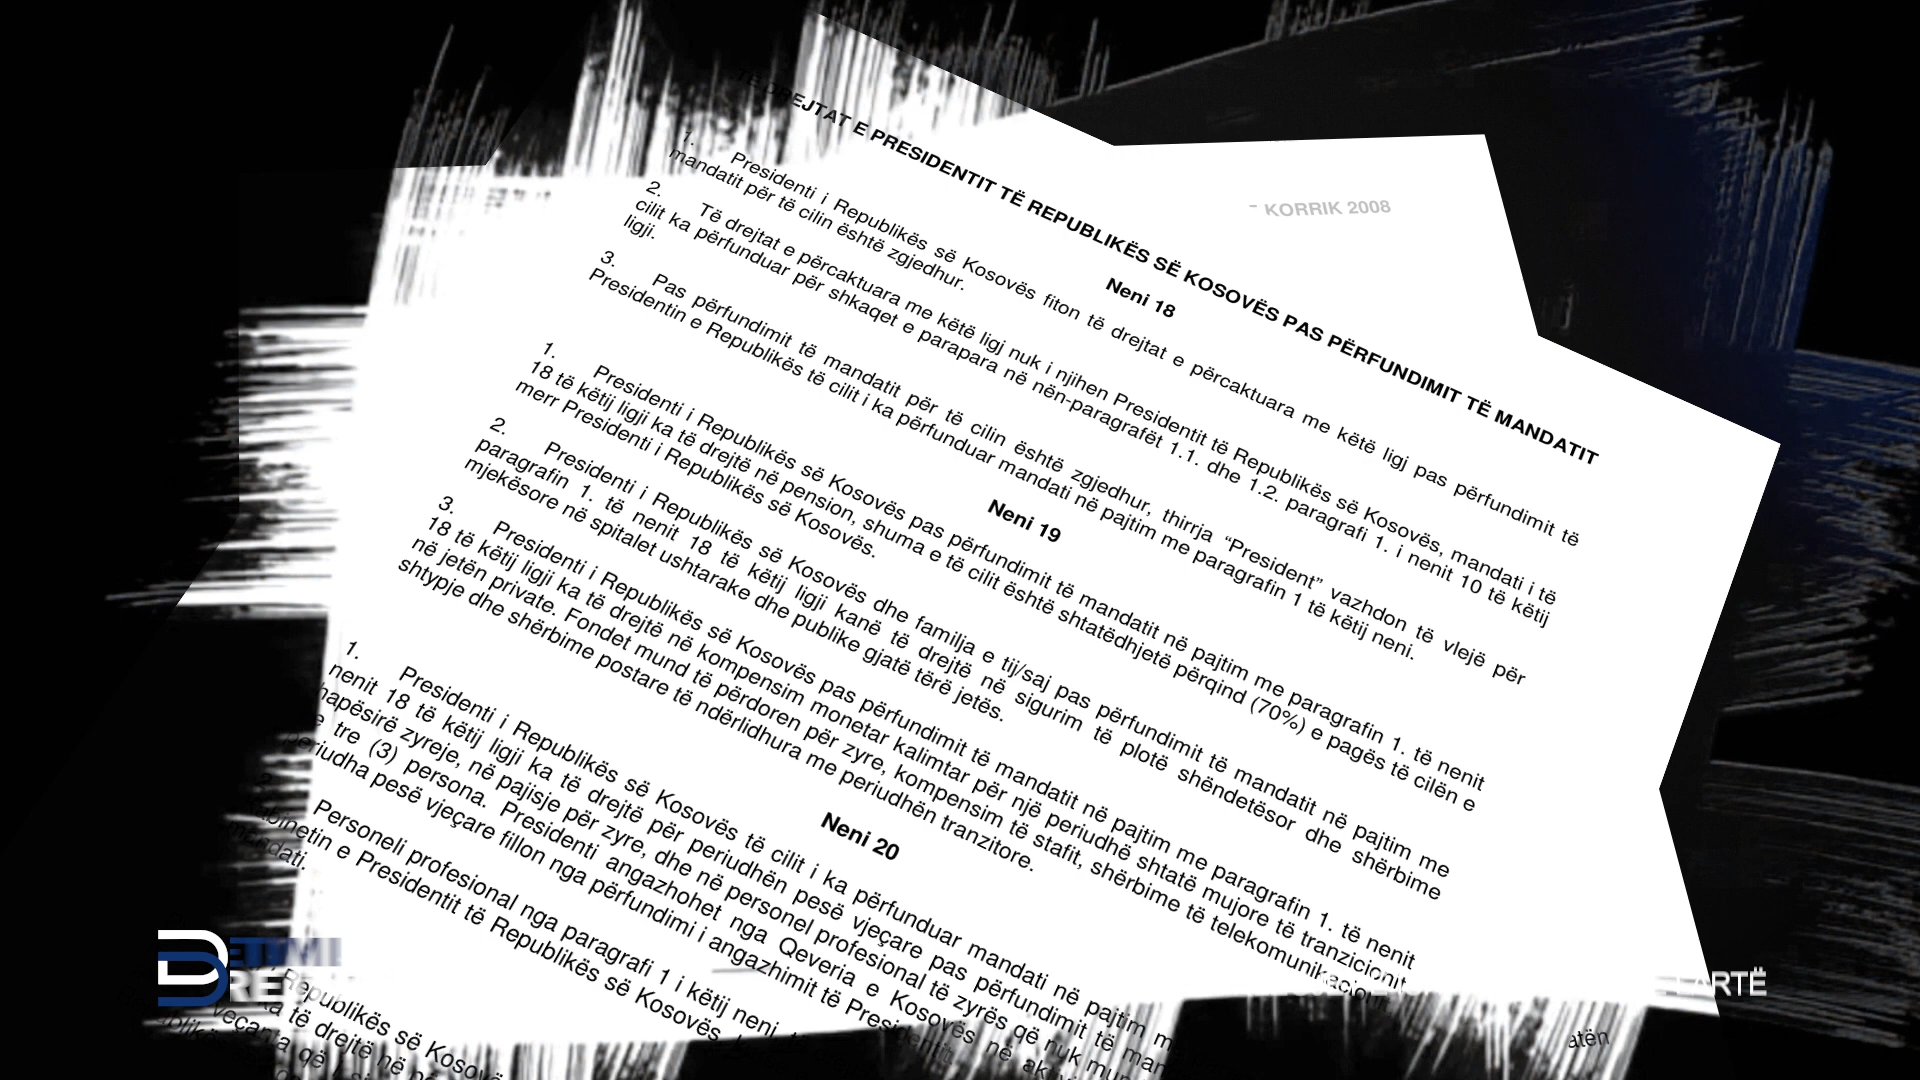 TË DREJTAT E PRESIDENTIT TË REPUBLIKËS SË KOSOVËS PAS PËRFUNDIMIT TË MANDATIT
- KORRIK 2008
Neni 18
1. Presidenti i Republikës së Kosovës fiton të drejtat e përcaktuara me këtë ligj pas përfundimit të
mandatit për të cilin është zgjedhur.
2. Të drejtat e përcaktuara me këtë ligj nuk i njihen Presidentit të Republikës së Kosovës, mandati i të
cilit ka përfunduar për shkaqet e parapara në nën-paragrafët 1.1. dhe 1.2. paragrafi 1. i nenit 10 të këtij
ligji.
3. Pas përfundimit të mandatit për të cilin është zgjedhur, thirrja “President” vazhdon të vlejë për
Presidentin e Republikës të cilit i ka përfunduar mandati në pajtim me paragrafin 1 të këtij neni.
Neni 19
1. Presidenti i Republikës së Kosovës pas përfundimit të mandatit në pajtim me paragrafin 1. të nenit
18 të këtij ligji ka të drejtë në pension, shuma e të cilit është shtatëdhjetë përqind (70%) e pagës të cilën e
merr Presidenti i Republikës së Kosovës.
2. Presidenti i Republikës së Kosovës dhe familja e tij/saj pas përfundimit të mandatit në pajtim me
paragrafin 1. të nenit 18 të këtij ligji kanë të drejtë në sigurim të plotë shëndetësor dhe shërbime
mjekësore në spitalet ushtarake dhe publike gjatë tërë jetës.
3. Presidenti i Republikës së Kosovës pas përfundimit të mandatit në pajtim me paragrafin 1. të nenit
18 të këtij ligji ka të drejtë në kompensim monetar kalimtar për një periudhë shtatë mujore të tranzicionit
në jetën private. Fondet mund të përdoren për zyre, kompensim të stafit, shërbime të telekomunikacionit,
shtypje dhe shërbime postare të ndërlidhura me periudhën tranzitore.
Neni 20
1. Presidenti i Republikës së Kosovës të cilit i ka përfunduar mandati në pajtim
nenit 18 të këtij ligji ka të drejtë për periudhën pesë vjeçare pas përfundimit të
hapësirë zyreje, në pajisje për zyre, dhe në personel profesional të zyrës që nuk
e tre (3) persona. Presidenti angazhohet nga Qeveria e Kosovës në
periudha pesë vjeçare fillon nga përfundimi i angazhimit të
2. Personeli profesional nga paragrafi 1 i këtij neni,
kabinetin e Presidentit të Republikës së Kosovës
mandati.
Republikës së
ka të drejtë në